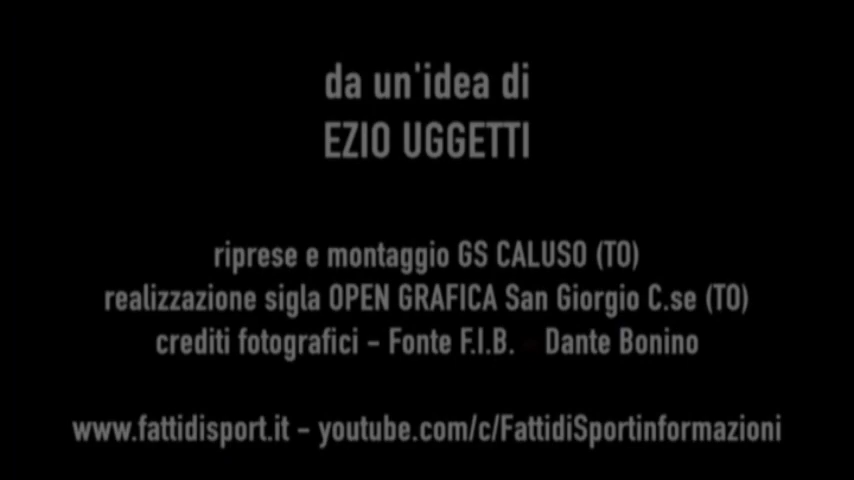 da un'idea di
EZIO UGGETTI
riprese e montaggio GS CALUSO (TO)
realizzazione sigla OPEN GRAFICA San Giorgio C.se (TO)
crediti fotografici - Fonte F.I.B. Dante Bonino
www.fattidisport.it - youtube.com/c/FattidiSportinformazioni